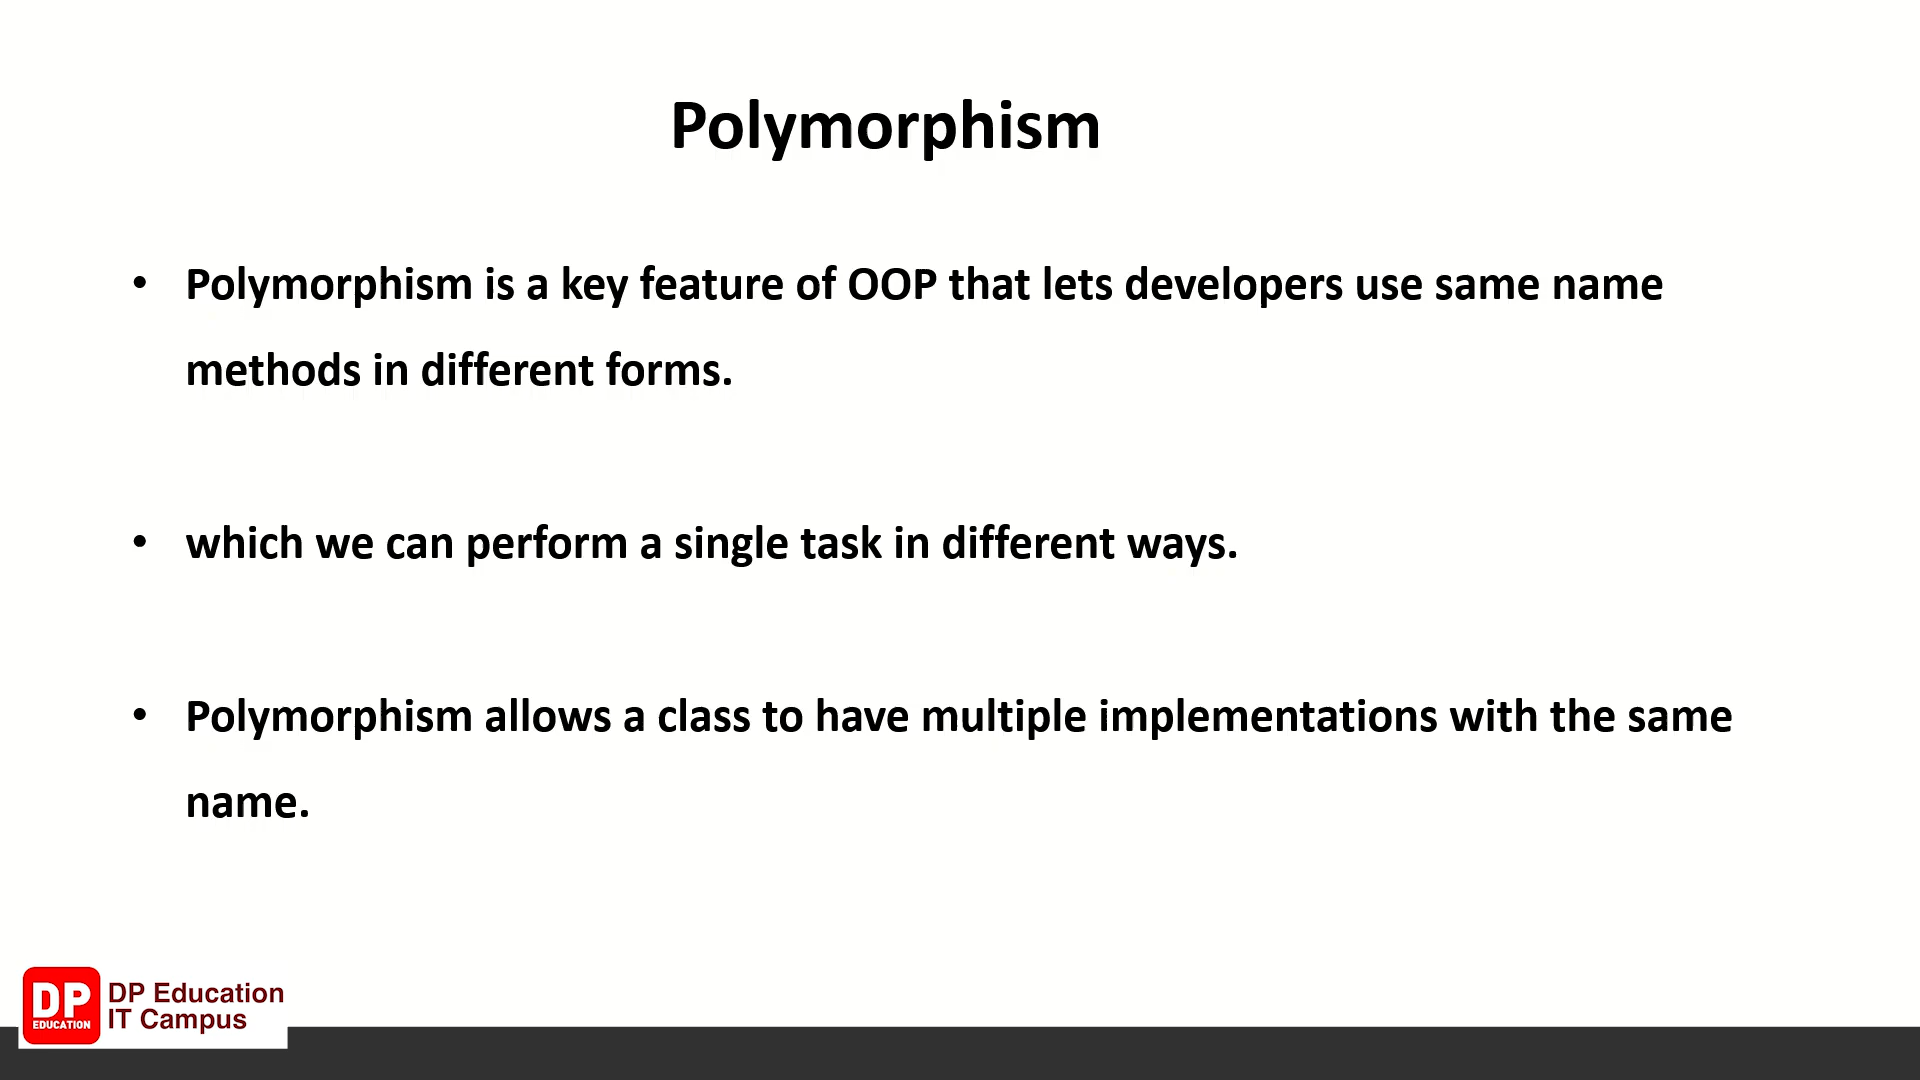 Polymorphism
• Polymorphism is a key feature of OOP that lets developers use same name
methods in different forms.
• which we can perform a single task in different ways.
• Polymorphism allows a class to have multiple implementations with the same
name.
DP
EDUCATION
DP Education
IT Campus